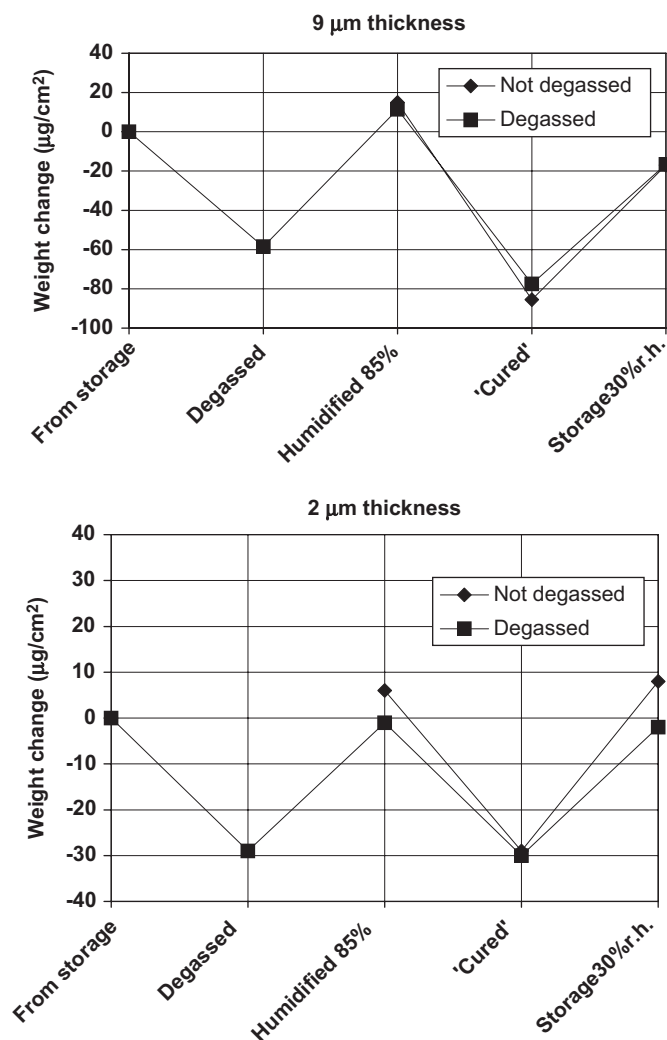 9 μm thickness
Weight change (μg/cm²)
40
20
0
-20
-40
-60
-80
-100
Not degassed
Degassed
From storage
Degassed
Humidified 85%
'Cured'
Storage30%r.h.
2 μm thickness
Weight change (μg/cm²)
40
30
20
10
0
-10
-20
-30
-40
Not degassed
Degassed
From storage
Degassed
Humidified 85%
'Cured'
Storage30%r.h.